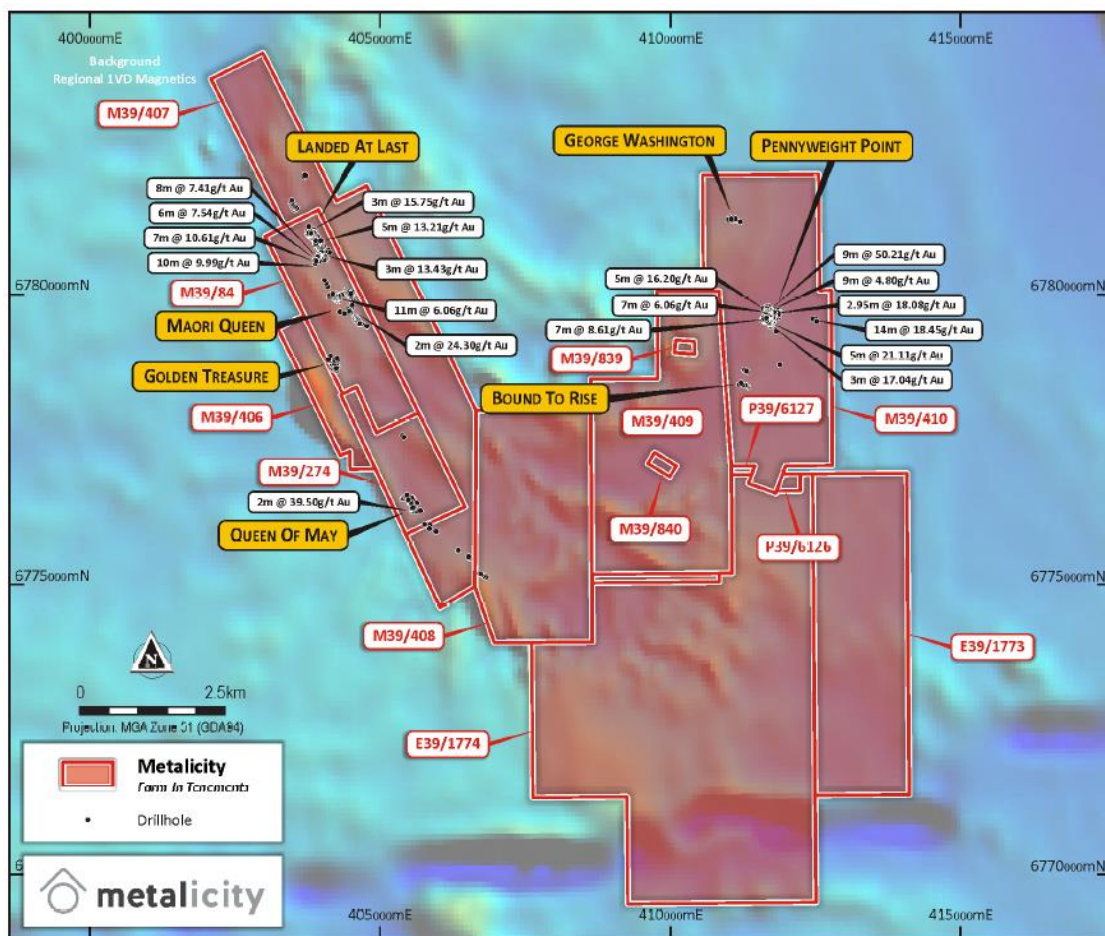 400000mE 405000mE 410000mE 415000mE
Background
Regional 1VD Magnetics
M39/407
LANDED AT LAST
GEORGE WASHINGTON
PENNYWEIGHT POINT
8m @ 7.41g/t Au
6m @ 7.54g/t Au
7m @ 10.61g/t Au
10m @ 9.99g/t Au
3m @ 15.75g/t Au
5m @ 13.21g/t Au
3m @ 13.43g/t Au
11m @ 6.06g/t Au
2m @ 24.30g/t Au
5m @ 16.20g/t Au
7m @ 6.06g/t Au
7m @ 8.61g/t Au
9m @ 50.21g/t Au
9m @ 4.80g/t Au
2.95m @ 18.08g/t Au
14m @ 18.45g/t Au
5m @ 21.11g/t Au
3m @ 17.04g/t Au
6780000mN
6780000mN
M39/84
MAORI QUEEN
GOLDEN TREASURE
M39/839
BOUND TO RISE
M39/406
M39/409
P39/6127
M39/410
M39/274
2m @ 39.50g/t Au
QUEEN OF MAY
M39/840
P39/6126
6775000mN
6775000mN
M39/408
E39/1773
E39/1774
N
0 2.5km
Projection: MGA Zone 51 (GDA94)
Metalicity
Farm In Tenements
Drillhole
metalicity
6770000mN
405000mE 410000mE 415000mE